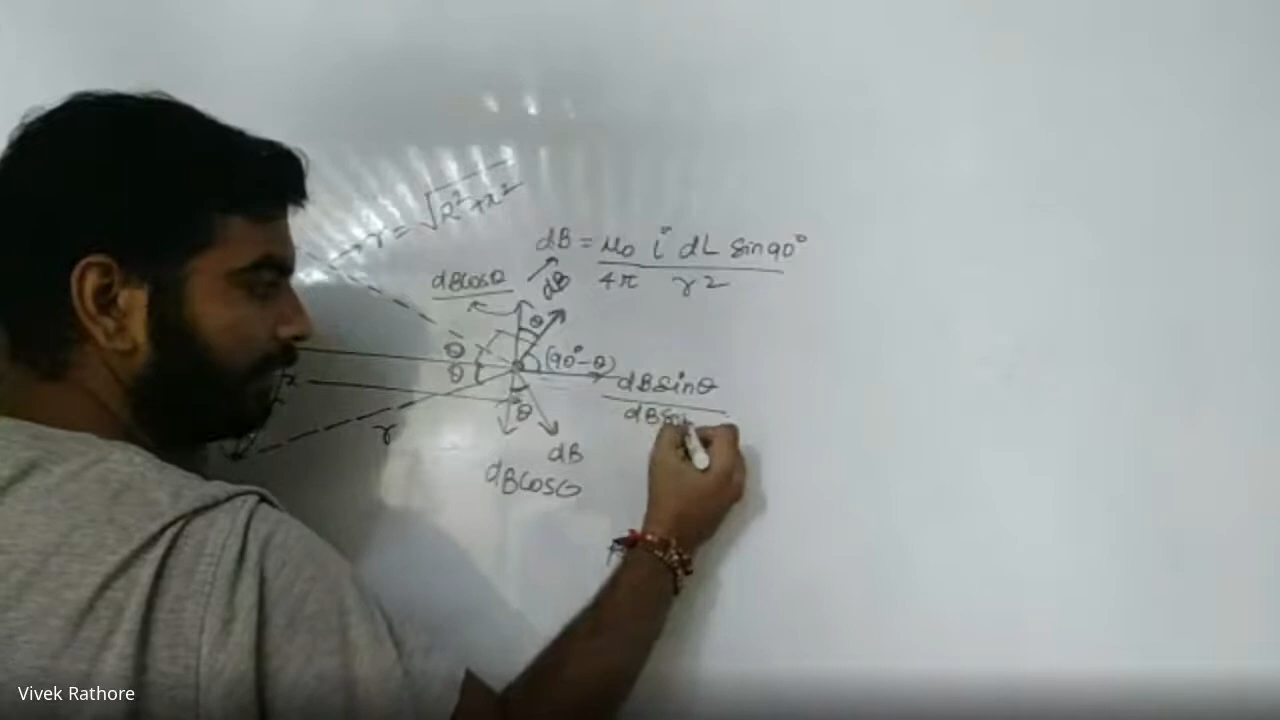 r = √R²+x²
dB = μ0 i dL Sin90°
4π r2
dBcosθ
dB
θ
θ
(90°-θ)
θ
x
dBsinθ
θ
r
dB
dBcosθ
Vivek Rathore